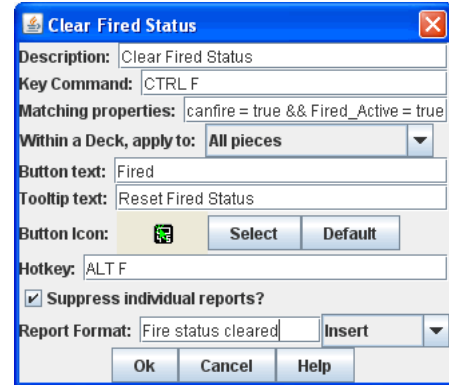 Clear Fired Status
Description: Clear Fired Status
Key Command: CTRL F
Matching properties: canfire = true && Fired_Active = true
Within a Deck, apply to: All pieces
Button text: Fired
Tooltip text: Reset Fired Status
Button Icon: Select Default
Hotkey: ALT F
Suppress individual reports?
Report Format: Fire status cleared Insert
Ok Cancel Help